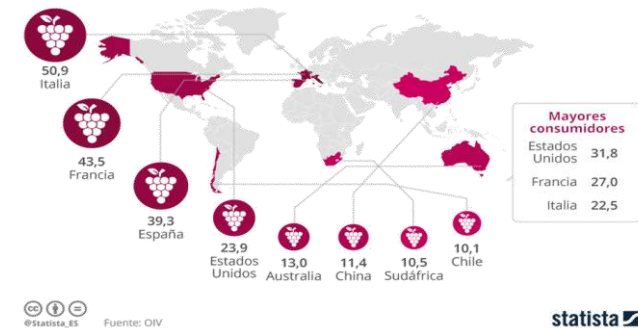 50,9
Italia
43,5
Francia
39,3
España
23,9
Estados
Unidos
13,0
Australia
11,4
China
10,5
Sudáfrica
10,1
Chile
Mayores
consumidores
Estados
Unidos 31,8
Francia 27,0
Italia 22,5
@Statista_ES Fuente: OIV
statista